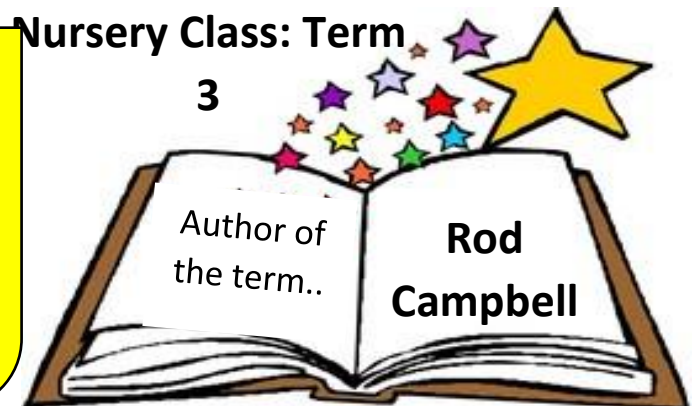 Nursery Class: Term
3
Author of
the term..
Rod
Campbell